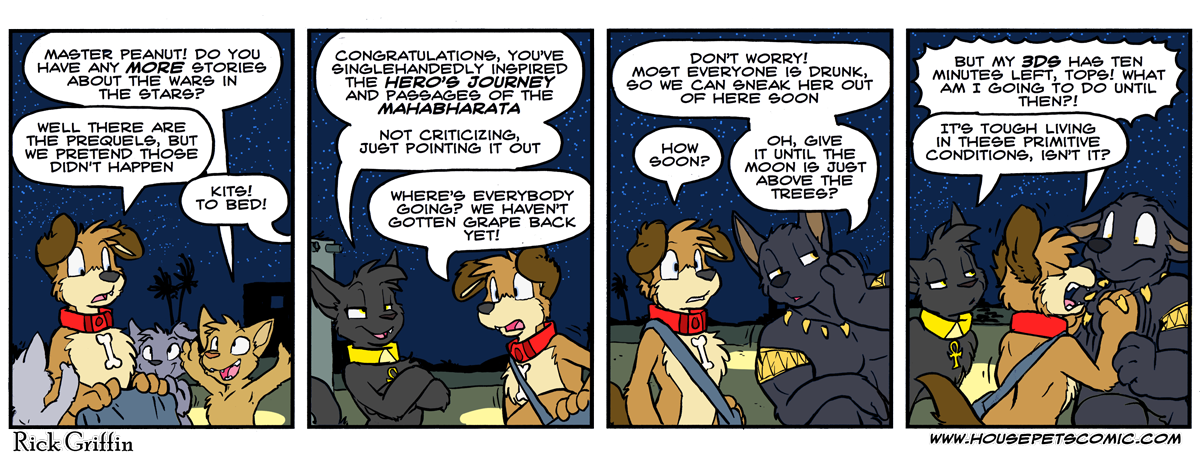 MASTER PEANUT! DO YOU
HAVE ANY MORE STORIES
ABOUT THE WARS IN
THE STARS?
WELL THERE ARE
THE PREQUELS, BUT
WE PRETEND THOSE
DIDN'T HAPPEN
KITS!
TO BED!
CONGRATULATIONS, YOU'VE
SINGLEHANDEDLY INSPIRED
THE HERO'S JOURNEY
AND PASSAGES OF THE
MAHABHARATA
NOT CRITICIZING,
JUST POINTING IT OUT
WHERE'S EVERYBODY
GOING? WE HAVEN'T
GOTTEN GRAPE BACK
YET!
DON'T WORRY!
MOST EVERYONE IS DRUNK,
SO WE CAN SNEAK HER OUT
OF HERE SOON
HOW
SOON?
OH, GIVE
IT UNTIL THE
MOON IS JUST
ABOVE THE
TREES?
BUT MY 3DS HAS TEN
MINUTES LEFT, TOPS! WHAT
AM I GOING TO DO UNTIL
THEN?!
IT'S TOUGH LIVING
IN THESE PRIMITIVE
CONDITIONS, ISN'T IT?
Rick Griffin
WWW.HOUSEPETSCOMIC.COM